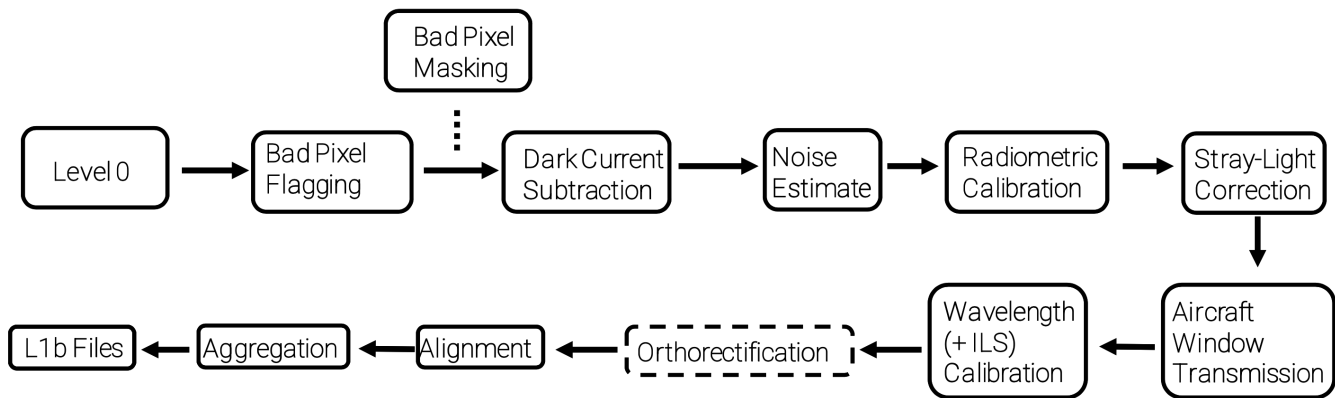 Bad Pixel
Masking
Level 0
Bad Pixel
Flagging
Dark Current
Subtraction
Noise
Estimate
Radiometric
Calibration
Stray-Light
Correction
Aircraft
Window
Transmission
Wavelength
(+ ILS)
Calibration
Orthorectification
Alignment
Aggregation
L1b Files